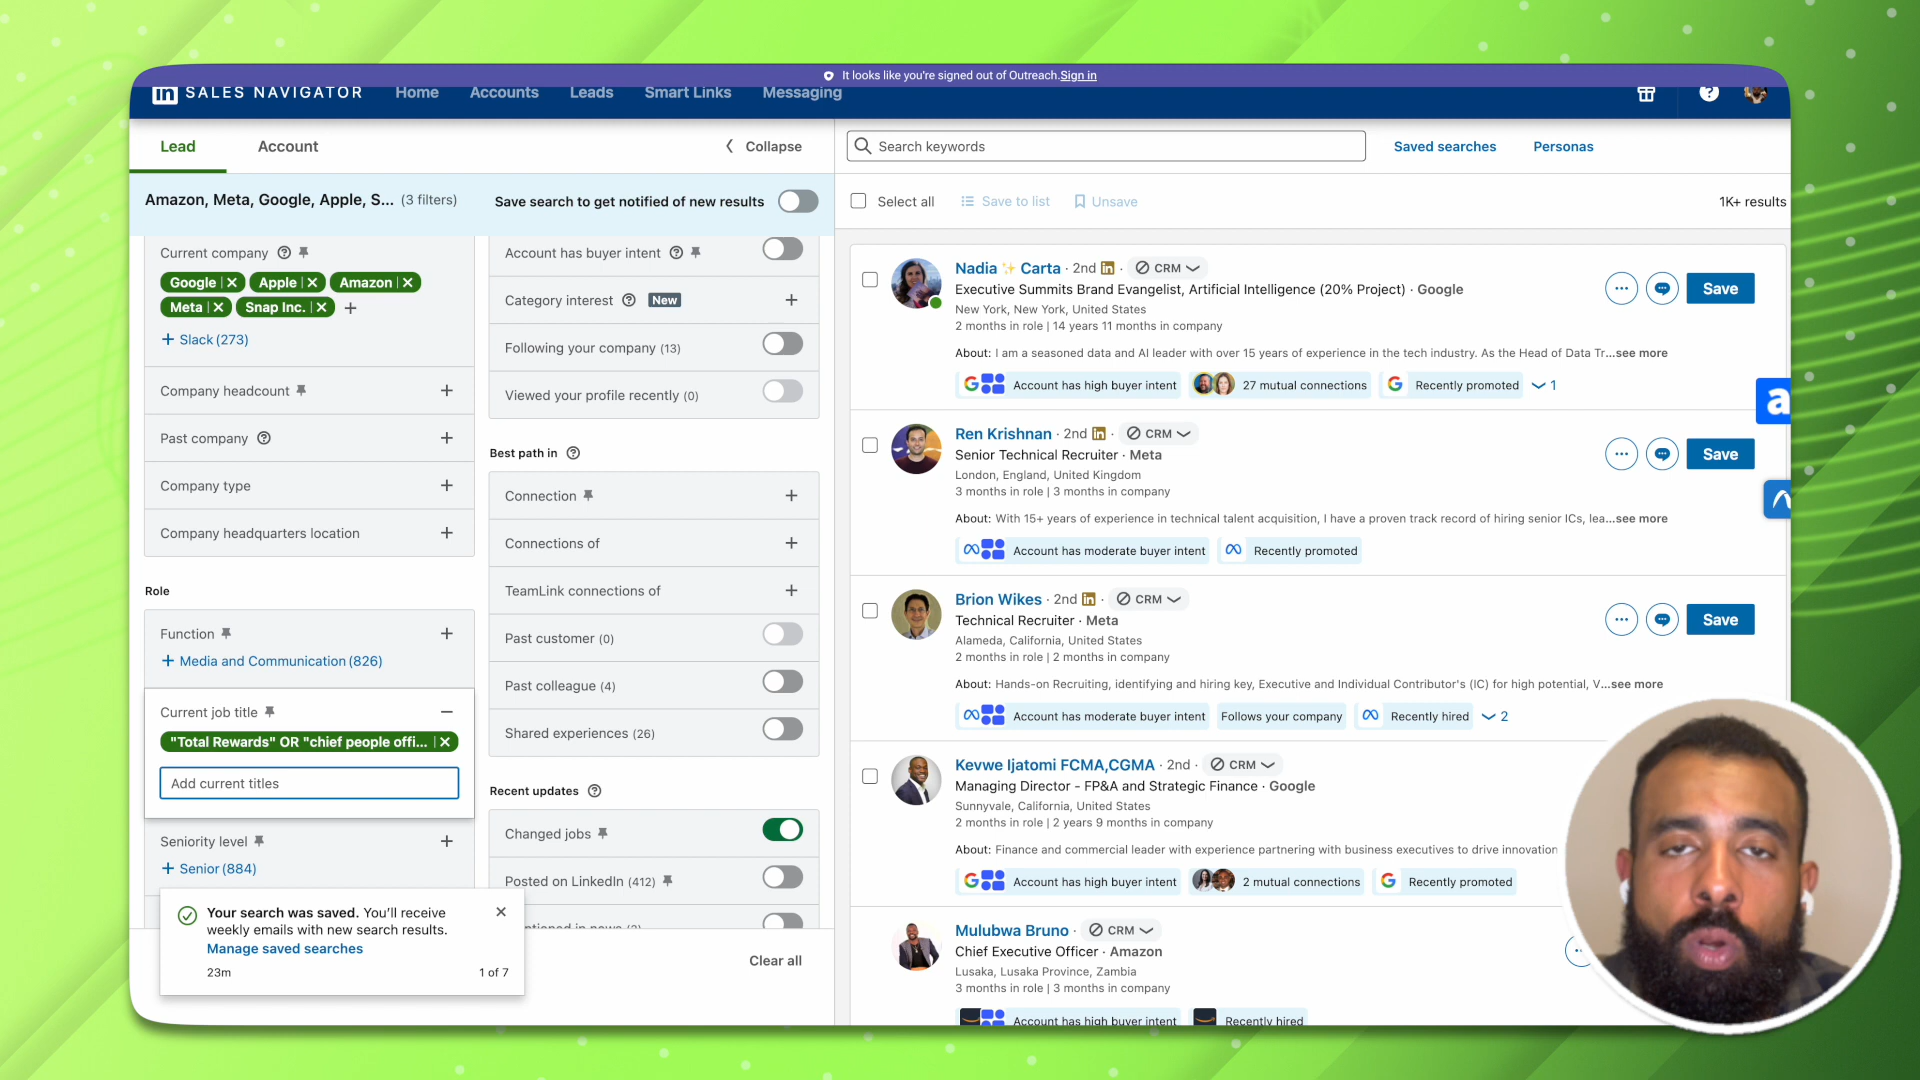 It looks like you're signed out of Outreach.Sign in
in SALES NAVIGATOR Home Accounts Leads Smart Links Messaging
Lead Account Collapse
Search keywords Saved searches Personas
Amazon, Meta, Google, Apple, S... (3 filters) Save search to get notified of new results
Select all Save to list Unsave 1K+ results
Current company
Google Apple Amazon
Meta Snap Inc. +
+ Slack (273)
Company headcount
Past company
Company type
Company headquarters location
Role
Function
+ Media and Communication (826)
Current job title
"Total Rewards" OR "chief people offi...
Add current titles
Seniority level
+ Senior (884)
Your search was saved. You'll receive
weekly emails with new search results.
Manage saved searches
23m 1 of 7
Account has buyer intent
Category interest New
Following your company (13)
Viewed your profile recently (0)
Best path in
Connection
Connections of
TeamLink connections of
Past customer (0)
Past colleague (4)
Shared experiences (26)
Recent updates
Changed jobs
Posted on LinkedIn (412)
Clear all
Nadia ✨ Carta · 2nd in · CRM
Executive Summits Brand Evangelist, Artificial Intelligence (20% Project) · Google
New York, New York, United States
2 months in role | 14 years 11 months in company
About: I am a seasoned data and AI leader with over 15 years of experience in the tech industry. As the Head of Data Tr...see more
Account has high buyer intent 27 mutual connections Recently promoted 1
Save
Ren Krishnan · 2nd in · CRM
Senior Technical Recruiter · Meta
London, England, United Kingdom
3 months in role | 3 months in company
About: With 15+ years of experience in technical talent acquisition, I have a proven track record of hiring senior ICs, lea...see more
Account has moderate buyer intent Recently promoted
Save
Brion Wikes · 2nd in · CRM
Technical Recruiter · Meta
Alameda, California, United States
2 months in role | 2 months in company
About: Hands-on Recruiting, identifying and hiring key, Executive and Individual Contributor's (IC) for high potential, V...see more
Account has moderate buyer intent Follows your company Recently hired 2
Save
Kevwe Ijatomi FCMA,CGMA · 2nd · CRM
Managing Director - FP&A and Strategic Finance · Google
Sunnyvale, California, United States
2 months in role | 2 years 9 months in company
About: Finance and commercial leader with experience partnering with business executives to drive innovation
Account has high buyer intent 2 mutual connections Recently promoted
Mulubwa Bruno · CRM
Chief Executive Officer · Amazon
Lusaka, Lusaka Province, Zambia
3 months in role | 3 months in company
Account has high buyer intent Recently hired